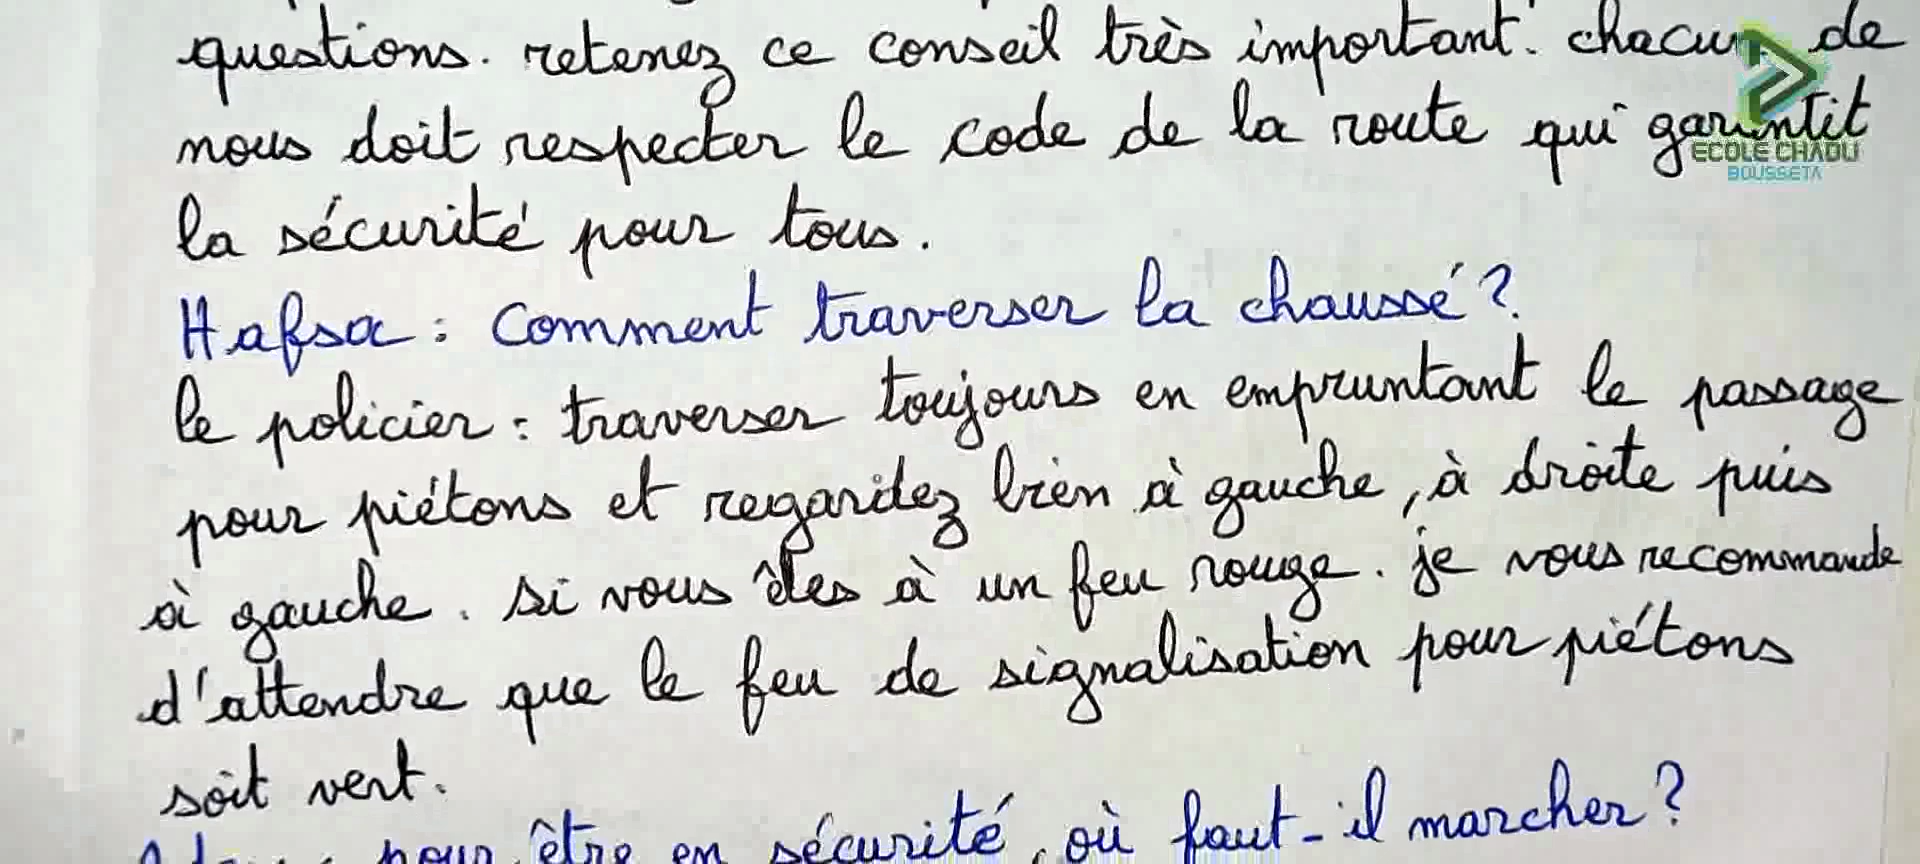 questions. retenez ce conseil très important: chacun de
nous doit respecter le code de la route qui garantit
ECOLE CHADLI
BOUSSETA
la sécurité pour tous.
Hafsa: Comment traverser la chaussé?
le policier: traverser toujours en empruntant le passage
pour piétons et regardez bien à gauche, à droite puis
à gauche. si vous êtes à un feu rouge. je vous recommande
d'attendre que le feu de signalisation pour piétons
soit vert.
pour être en sécurité, où faut-il marcher?